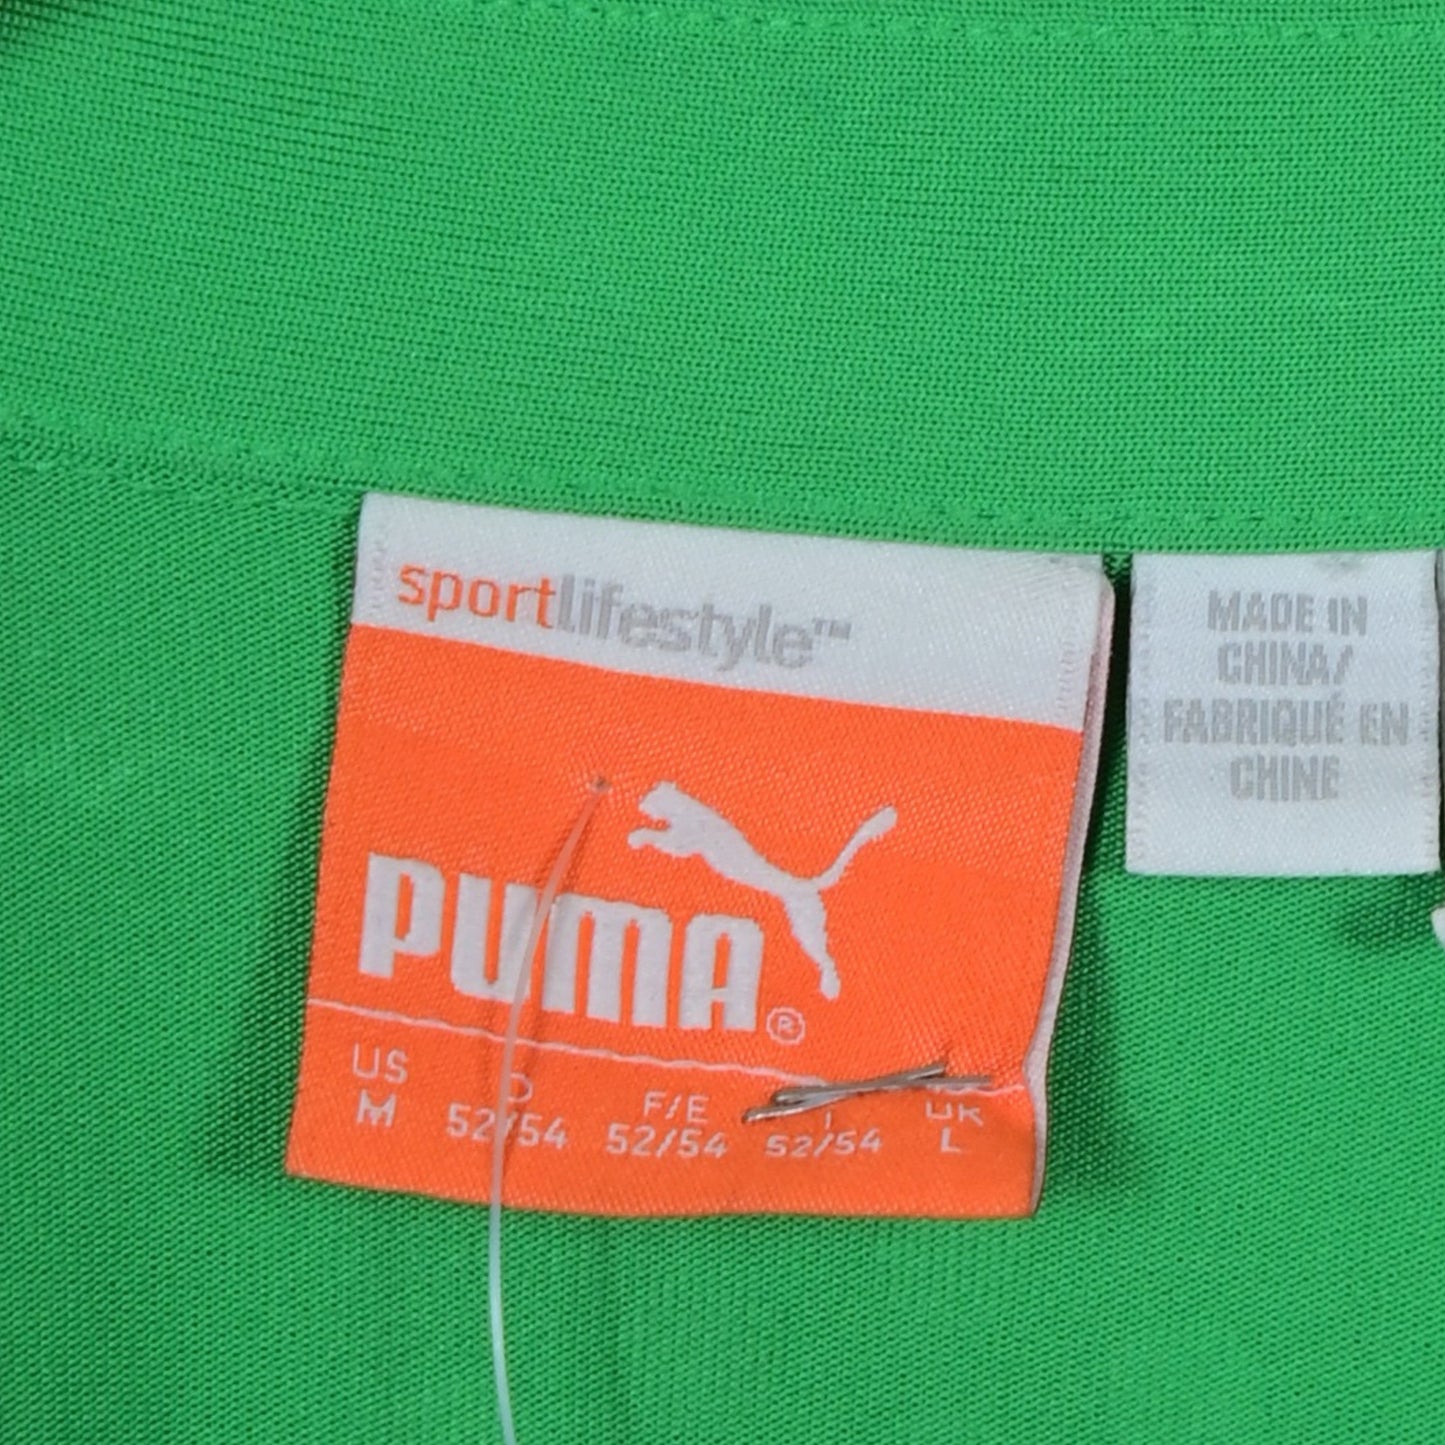 sportlifestyle™
PUMA®
US D F/E I UK
M 52/54 52/54 52/54 L
MADE IN
CHINA/
FABRIQUÉ EN
CHINE